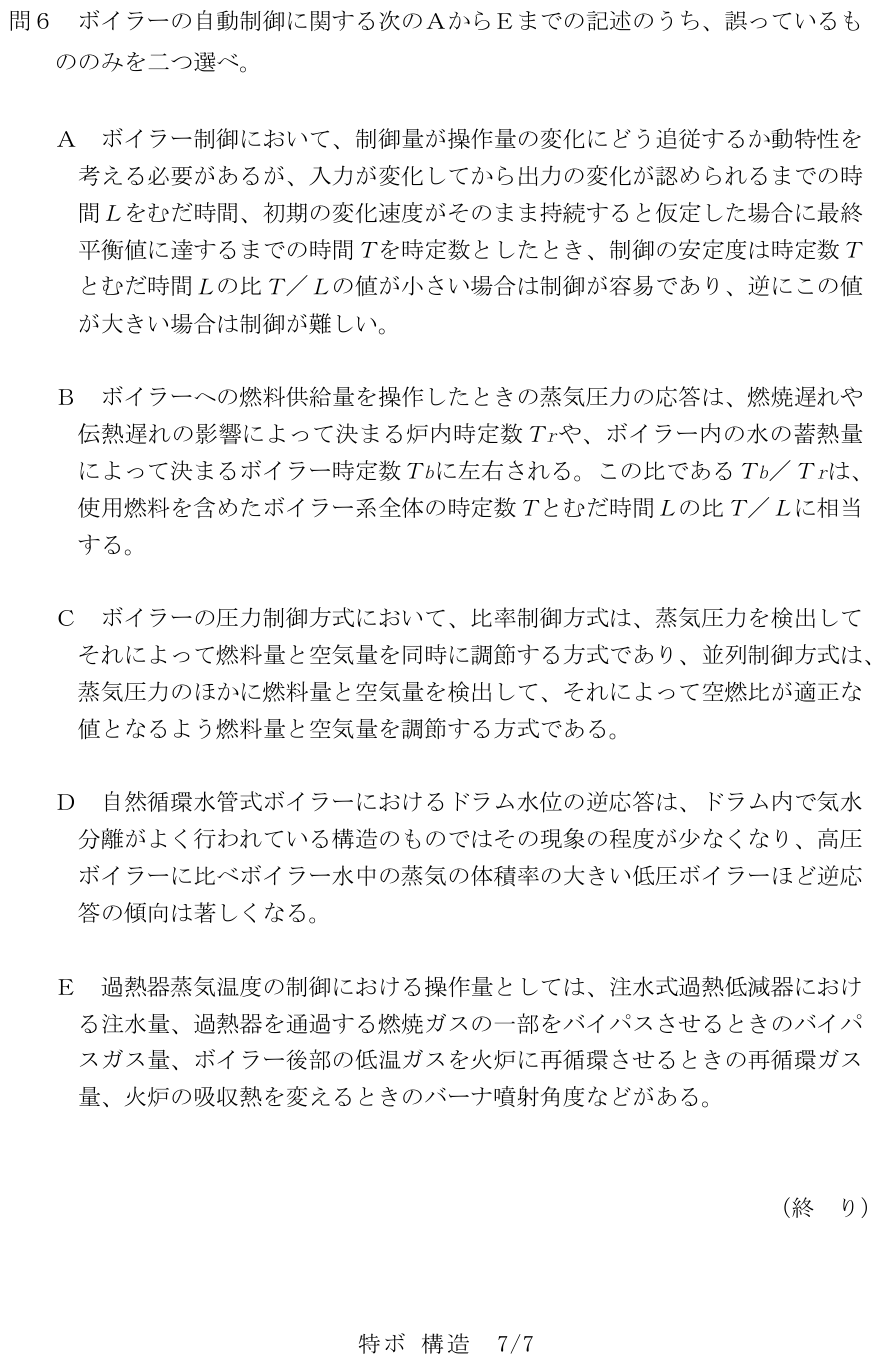 問６　ボイラーの自動制御に関する次のＡからＥまでの記述のうち、誤っているも
ののみを二つ選べ。
Ａ　ボイラー制御において、制御量が操作量の変化にどう追従するか動特性を
考える必要があるが、入力が変化してから出力の変化が認められるまでの時
間Lをむだ時間、初期の変化速度がそのまま持続すると仮定した場合に最終
平衡値に達するまでの時間Tを時定数としたとき、制御の安定度は時定数T
とむだ時間Lの比T／Lの値が小さい場合は制御が容易であり、逆にこの値
が大きい場合は制御が難しい。
Ｂ　ボイラーへの燃料供給量を操作したときの蒸気圧力の応答は、燃焼遅れや
伝熱遅れの影響によって決まる炉内時定数Trや、ボイラー内の水の蓄熱量
によって決まるボイラー時定数Tbに左右される。この比であるTb／Trは、
使用燃料を含めたボイラー系全体の時定数Tとむだ時間Lの比T／Lに相当
する。
Ｃ　ボイラーの圧力制御方式において、比率制御方式は、蒸気圧力を検出して
それによって燃料量と空気量を同時に調節する方式であり、並列制御方式は、
蒸気圧力のほかに燃料量と空気量を検出して、それによって空燃比が適正な
値となるよう燃料量と空気量を調節する方式である。
Ｄ　自然循環水管式ボイラーにおけるドラム水位の逆応答は、ドラム内で気水
分離がよく行われている構造のものではその現象の程度が少なくなり、高圧
ボイラーに比べボイラー水中の蒸気の体積率の大きい低圧ボイラーほど逆応
答の傾向は著しくなる。
Ｅ　過熱器蒸気温度の制御における操作量としては、注水式過熱低減器におけ
る注水量、過熱器を通過する燃焼ガスの一部をバイパスさせるときのバイパ
スガス量、ボイラー後部の低温ガスを火炉に再循環させるときの再循環ガス
量、火炉の吸収熱を変えるときのバーナ噴射角度などがある。
（終　り）
特ボ 構造　7/7